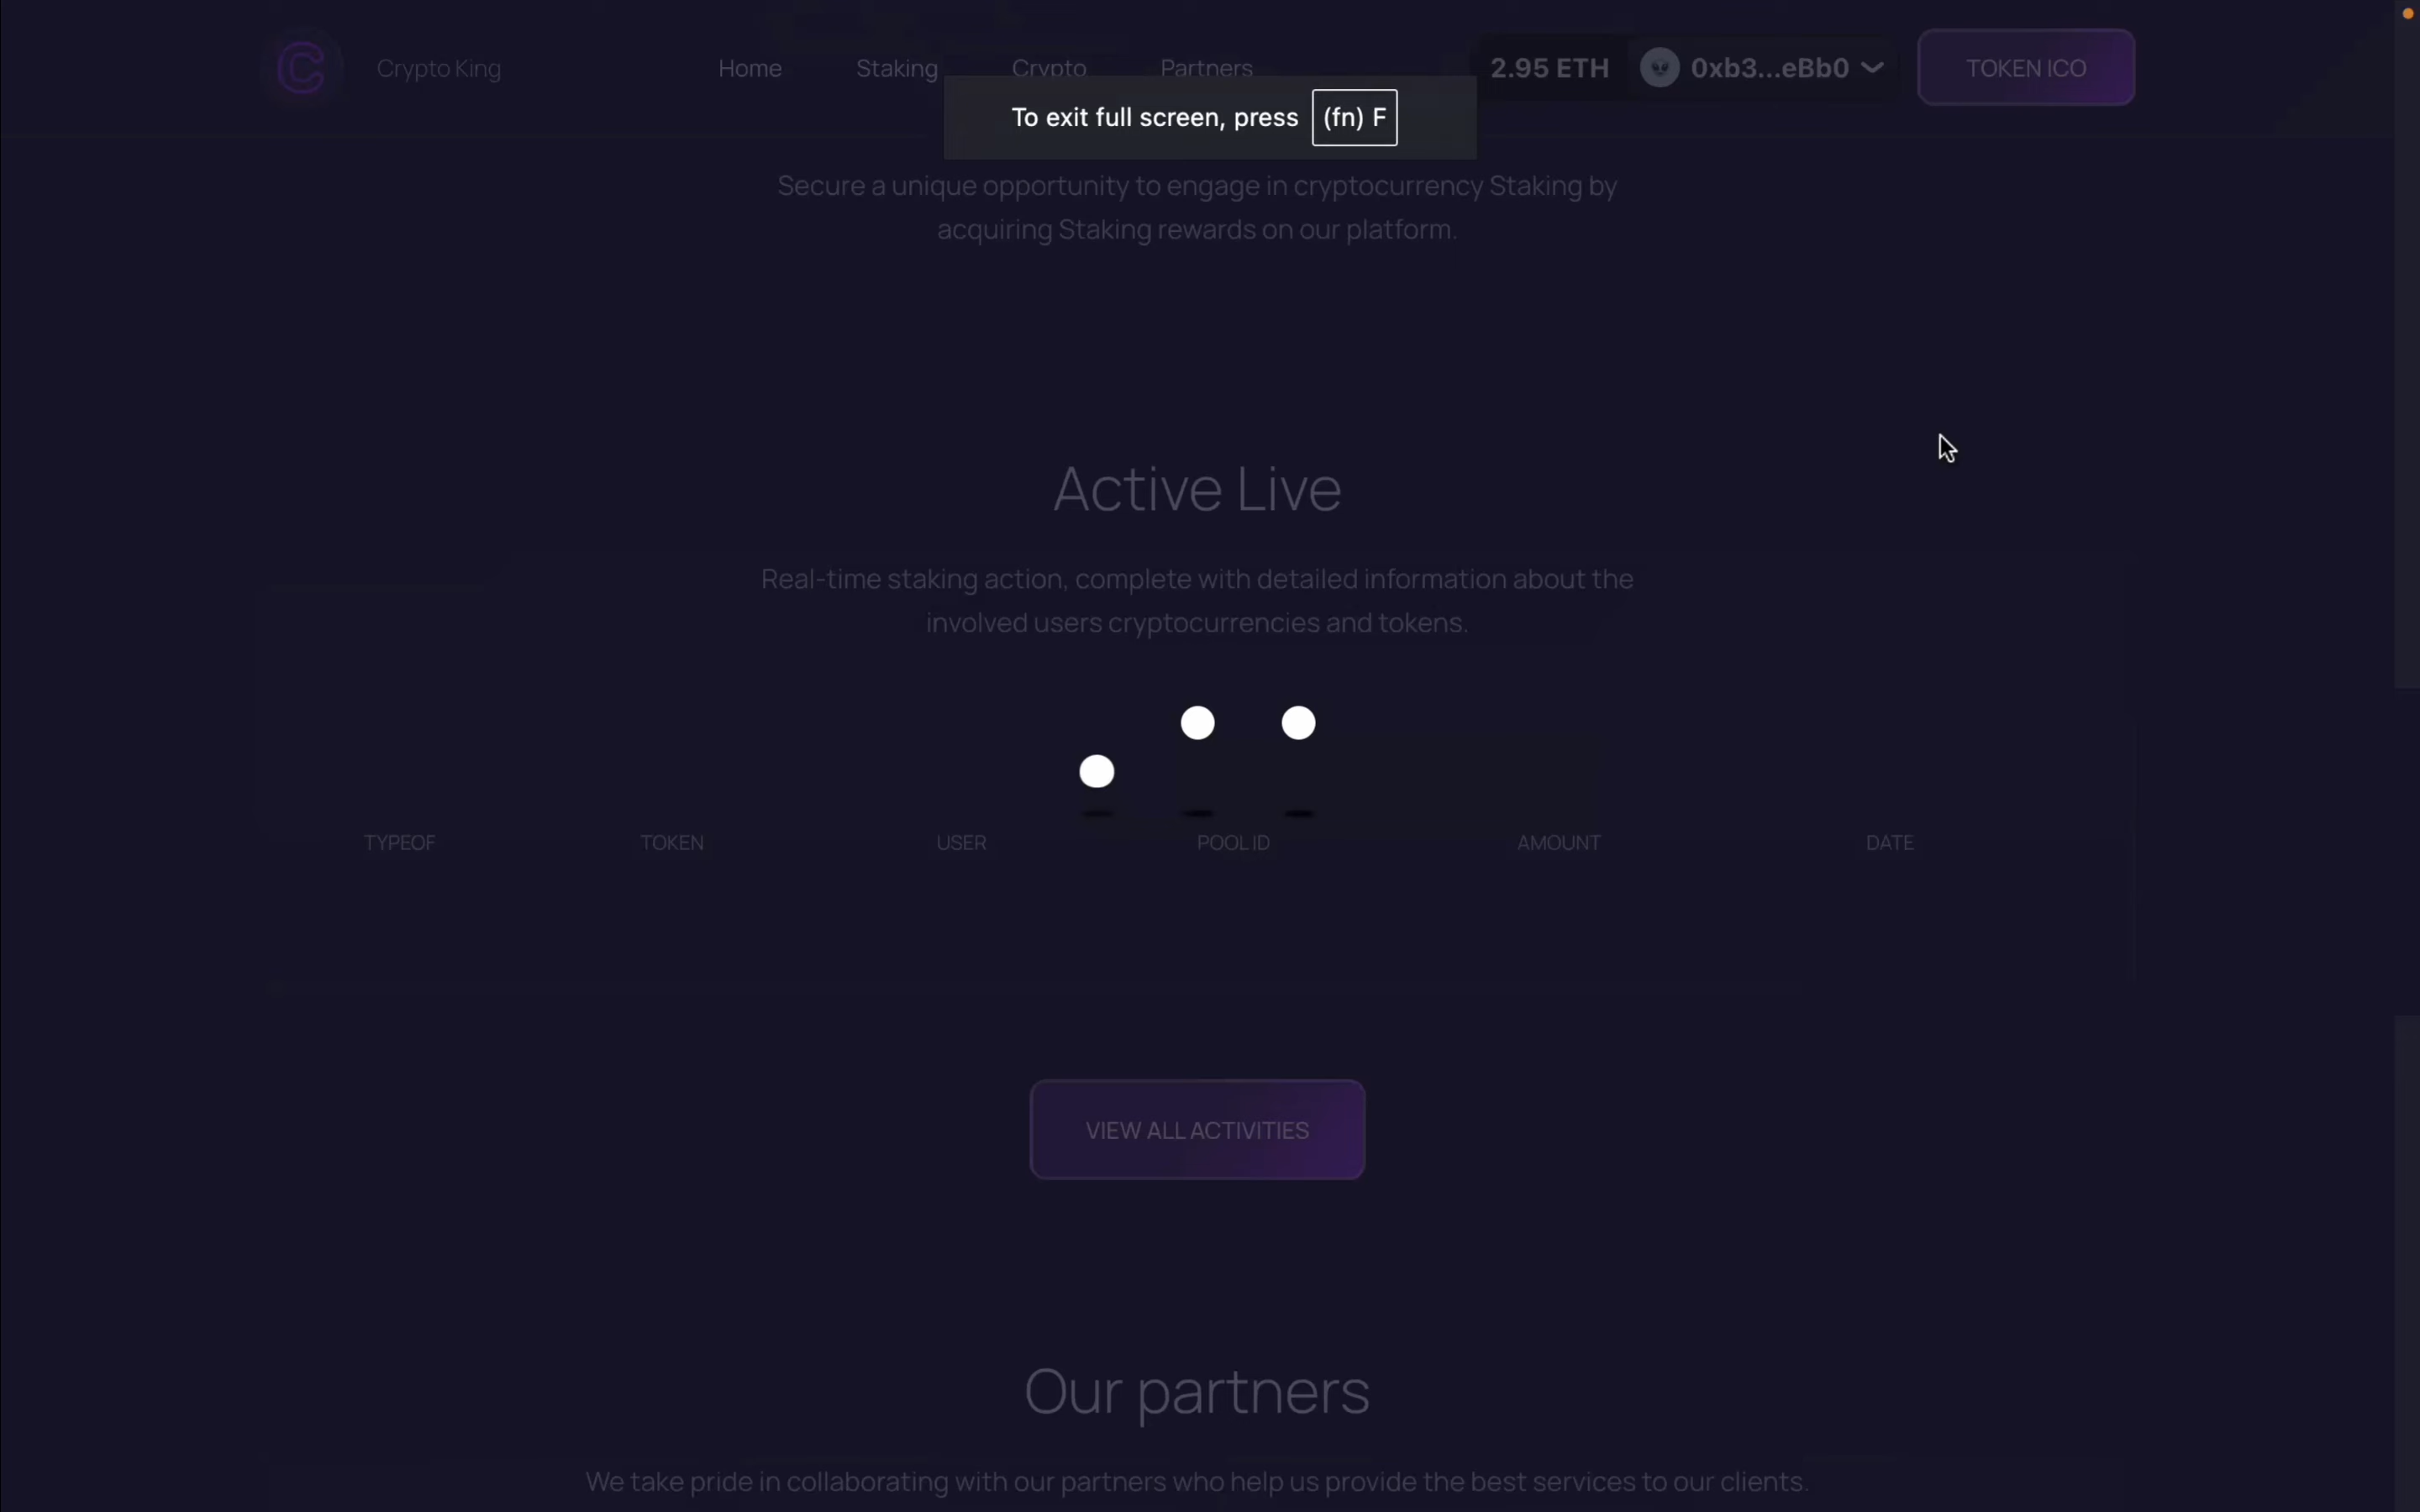 Crypto King
Home
Staking
Crypto
Partners
2.95 ETH
0xb3...eBb0
TOKEN ICO
To exit full screen, press (fn) F
Secure a unique opportunity to engage in cryptocurrency Staking by
acquiring Staking rewards on our platform.
Active Live
Real-time staking action, complete with detailed information about the
involved users cryptocurrencies and tokens.
TYPEOF
TOKEN
USER
POOL ID
AMOUNT
DATE
VIEW ALL ACTIVITIES
Our partners
We take pride in collaborating with our partners who help us provide the best services to our clients.